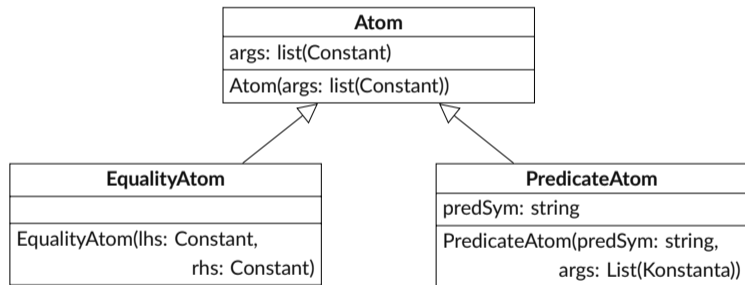 Atom
args: list(Constant)
Atom(args: list(Constant))
EqualityAtom
EqualityAtom(lhs: Constant,
rhs: Constant)
PredicateAtom
predSym: string
PredicateAtom(predSym: string,
args: List(Konstanta))